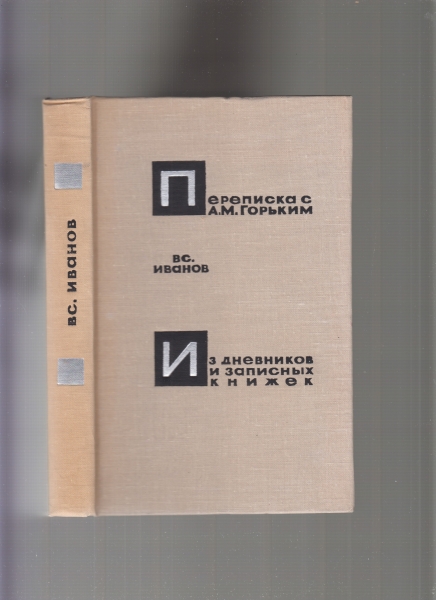 Переписка с
А.М.Горьким
Вс.
Иванов
Из дневников
и записных
книжек
Вс. Иванов